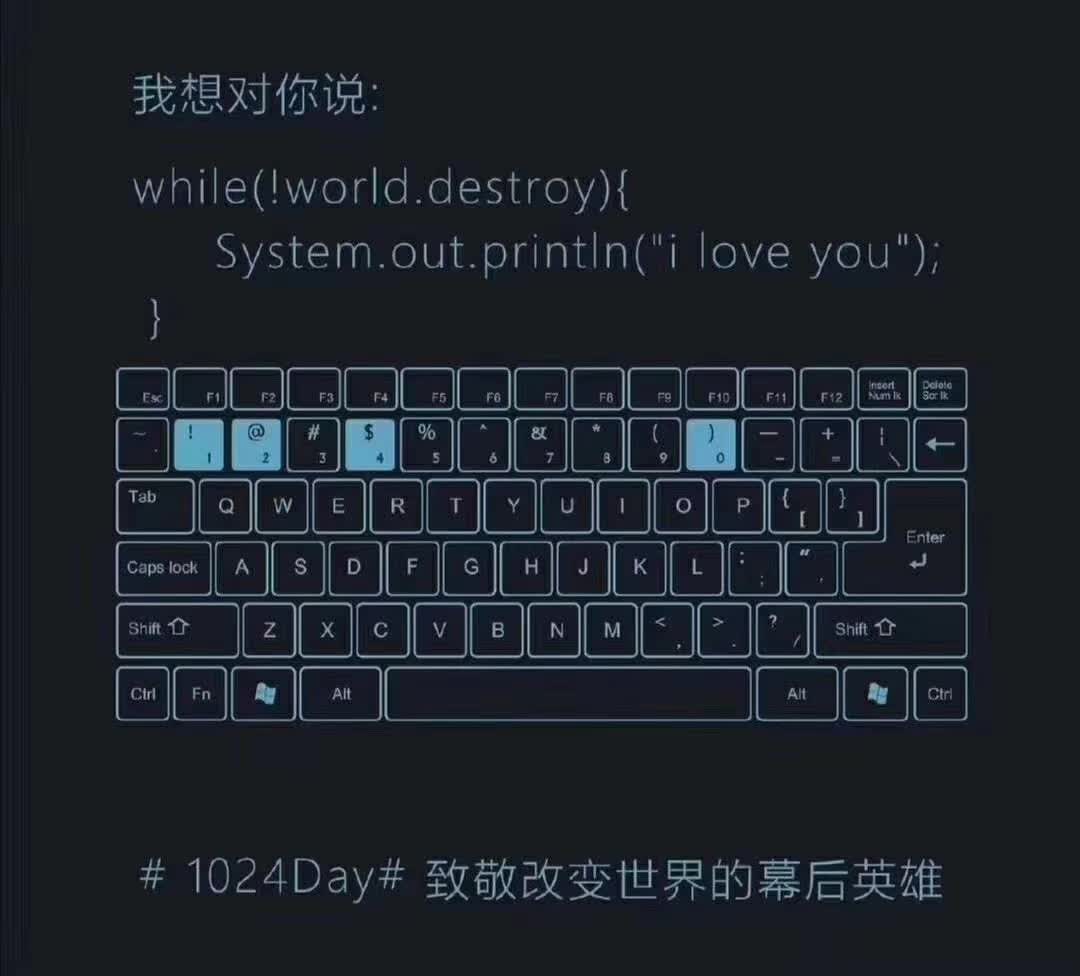 我想对你说:
while(!world.destroy){
System.out.println("i love you");
}
Esc F1 F2 F3 F4 F5 F6 F7 F8 F9 F10 F11 F12 Insert Num lk Delete Scr lk
~ ! 1 @ 2 # 3 $ 4 % 5 ^ 6 & 7 * 8 ( 9 ) 0 — - + = ¦ \ ←
Tab Q W E R T Y U I O P { [ } ]
Enter
Caps lock A S D F G H J K L : ; “ ,
Shift Z X C V B N M < , > . ? / Shift
Ctrl Fn Alt Alt Ctrl
# 1024Day# 致敬改变世界的幕后英雄